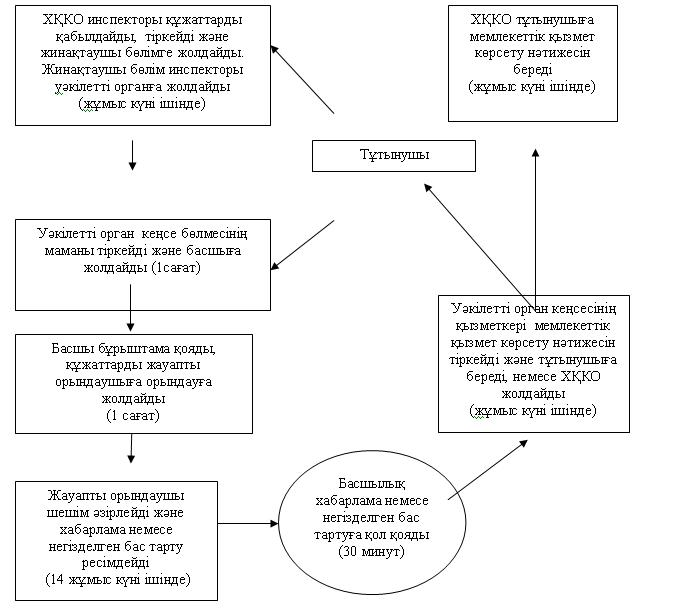 ХҚКО инспекторы құжаттарды
қабылдайды, тіркейді және
жинақтаушы бөлімге жолдайды.
Жинақтаушы бөлім инспекторы
уәкілетті органға жолдайды
(жұмыс күні ішінде)
ХҚКО тұтынушыға
мемлекеттік қызмет
көрсету нәтижесін
береді
(жұмыс күні ішінде)
Тұтынушы
Уәкілетті орган кеңсе бөлмесінің
маманы тіркейді және басшыға
жолдайды (1сағат)
Басшы бұрыштама қояды,
құжаттарды жауапты
орындаушыға орындауға
жолдайды
(1 сағат)
Жауапты орындаушы
шешім әзірлейді және
хабарлама немесе
негізделген бас тарту
ресімдейді
(14 жұмыс күні ішінде)
Басшылық
хабарлама немесе
негізделген бас
тартуға қол қояды
(30 минут)
Уәкілетті орган кеңсесінің
қызметкері мемлекеттік
қызмет көрсету нәтижесін
тіркейді және тұтынушыға
береді, немесе ХҚКО
жолдайды
(жұмыс күні ішінде)